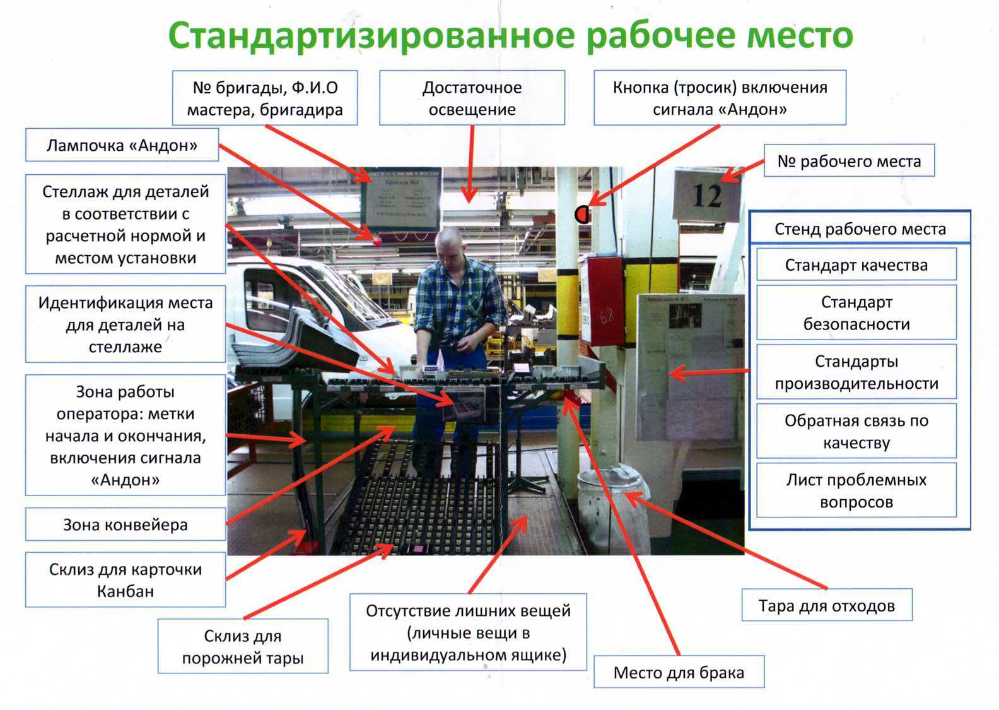 Стандартизированное рабочее место
№ бригады, Ф.И.О
мастера, бригадира
Достаточное
освещение
Кнопка (тросик) включения
сигнала «Андон»
Лампочка «Андон»
№ рабочего места
Стеллаж для деталей
в соответствии с
расчетной нормой и
местом установки
Бригада №1
12
Стенд рабочего места
Стандарт качества
Стандарт
безопасности
Стандарты
производительности
Обратная связь по
качеству
Лист проблемных
вопросов
Идентификация места
для деталей на
стеллаже
68
Зона работы
оператора: метки
начала и окончания,
включения сигнала
«Андон»
Зона конвейера
Склиз для карточки
Канбан
Склиз для
порожней тары
Отсутствие лишних вещей
(личные вещи в
индивидуальном ящике)
Место для брака
Тара для отходов